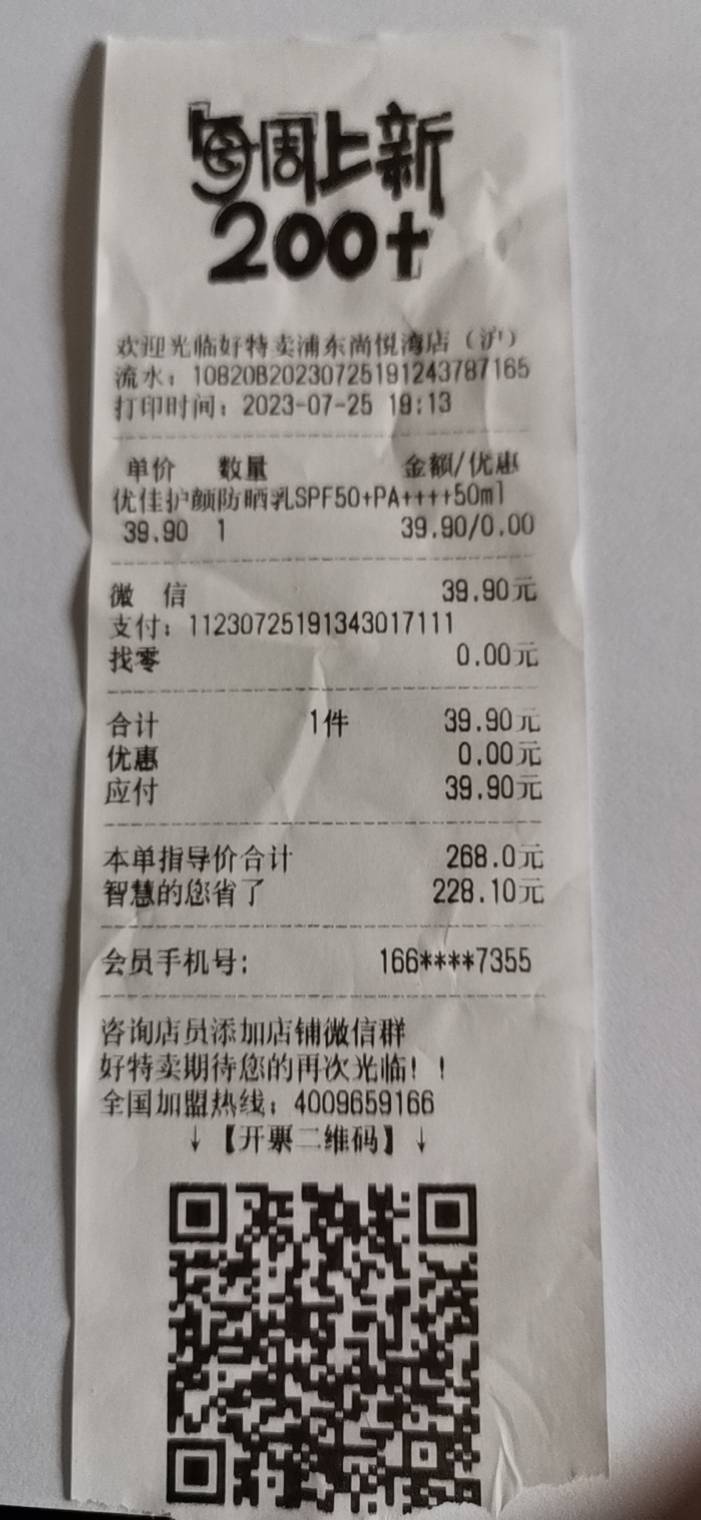 『每周上新
200+』
欢迎光临好特卖浦东尚悦湾店（沪）
流水：10820820230725191243787165
打印时间：2023-07-25 19:13
单价 数量 金额/优惠
优佳护颜防晒乳SPF50+PA++++50ml
39.90 1 39.90/0.00
微 信 39.90元
支付：11230725191343017111
找零 0.00元
合计 1件 39.90元
优惠 0.00元
应付 39.90元
本单指导价合计 268.0元
智慧的您省了 228.10元
会员手机号: 166****7355
咨询店员添加店铺微信群
好特卖期待您的再次光临！！
全国加盟热线：4009659166
↓【开票二维码】↓